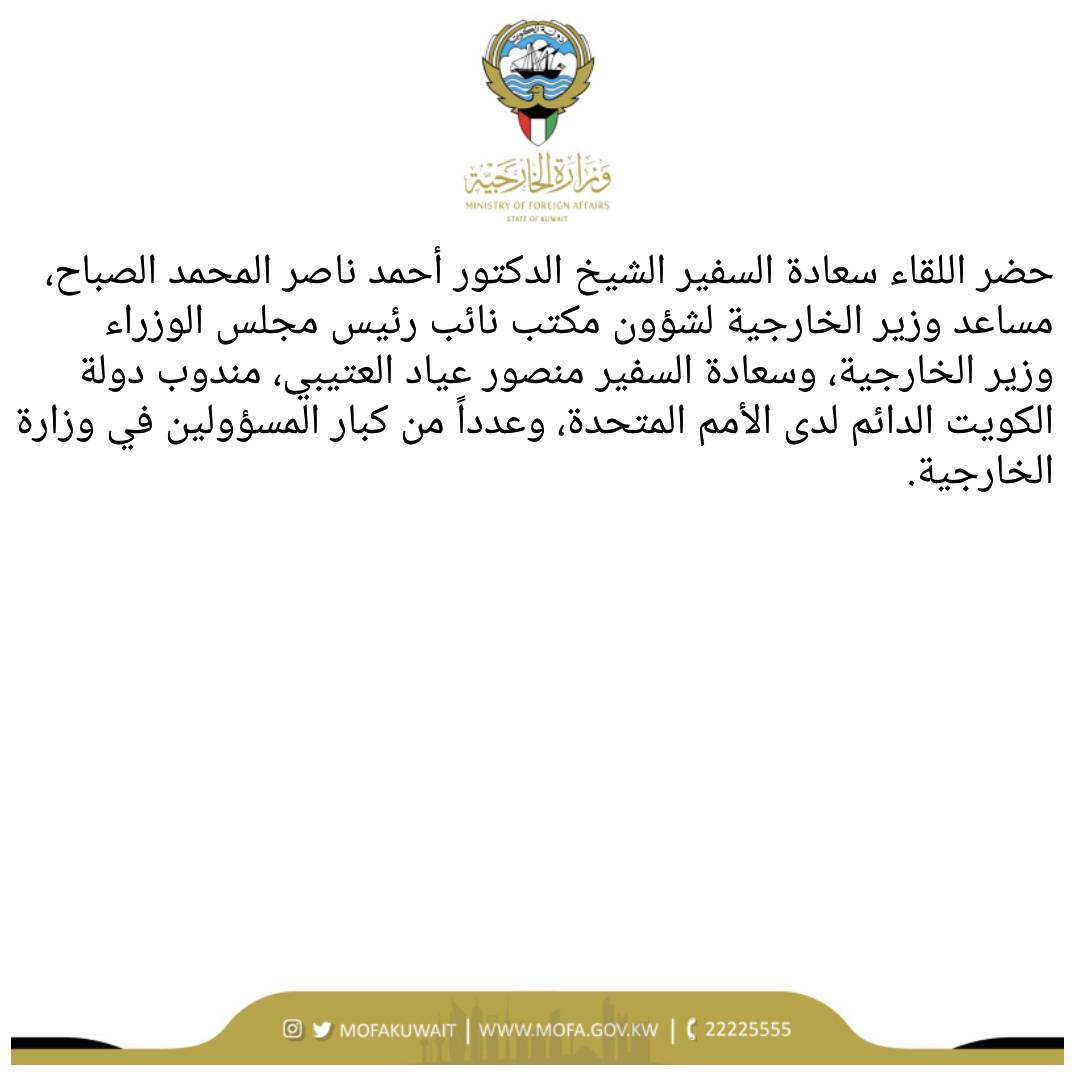 دولة الكويت
وزارة الخارجية
MINISTRY OF FOREIGN AFFAIRS
STATE OF KUWAIT
حضر اللقاء سعادة السفير الشيخ الدكتور أحمد ناصر المحمد الصباح،
مساعد وزير الخارجية لشؤون مكتب نائب رئيس مجلس الوزراء
وزير الخارجية، وسعادة السفير منصور عياد العتيبي، مندوب دولة
الكويت الدائم لدى الأمم المتحدة، وعدداً من كبار المسؤولين في وزارة
الخارجية.
MOFAKUWAIT | WWW.MOFA.GOV.KW | 22225555